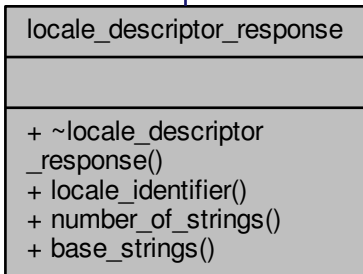 locale_descriptor_response
+ ~locale_descriptor
_response()
+ locale_identifier()
+ number_of_strings()
+ base_strings()